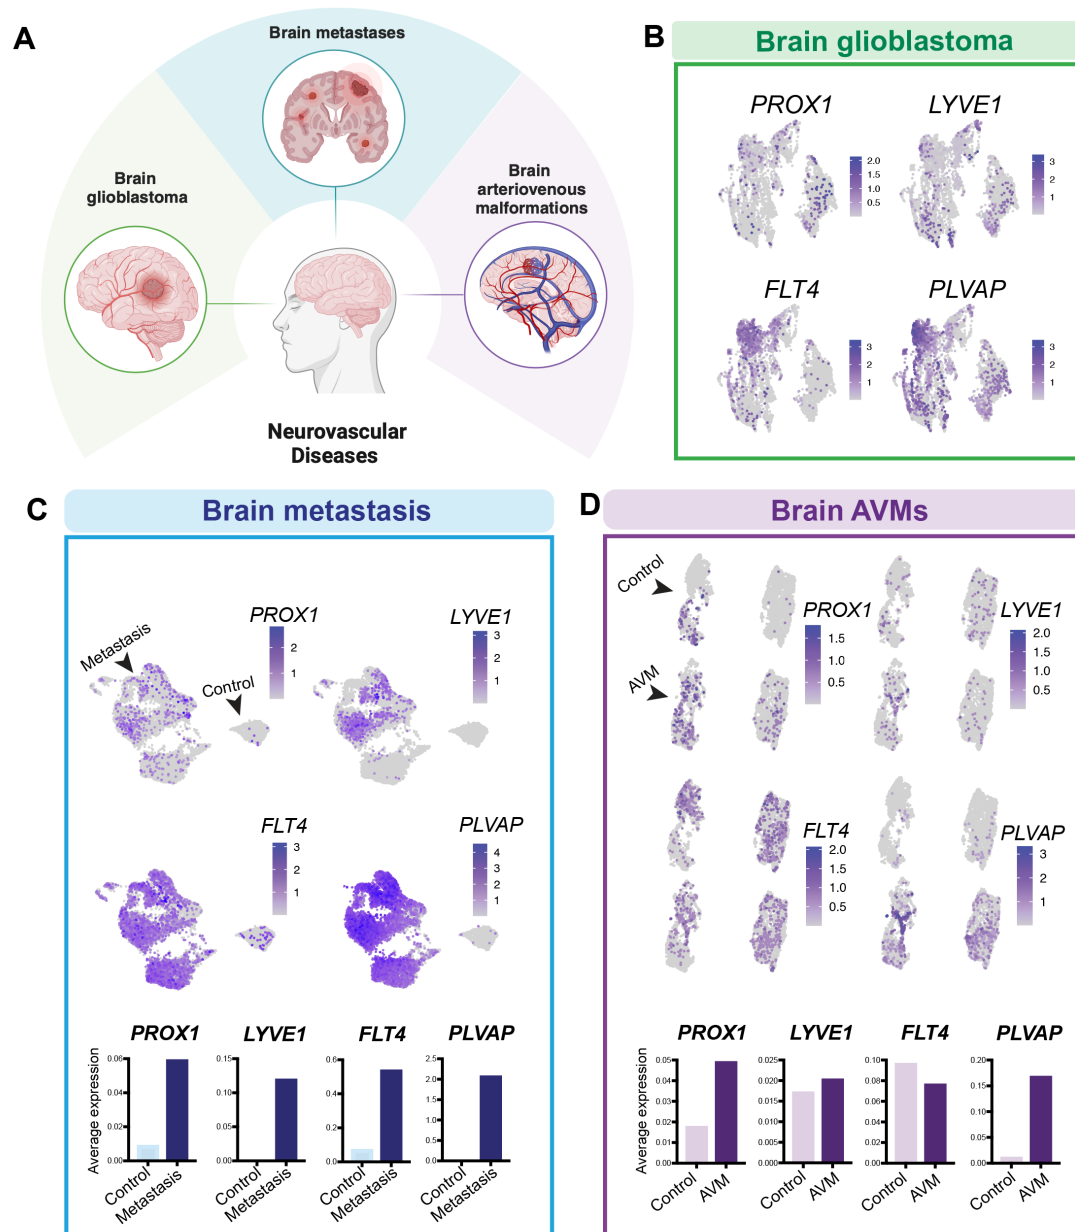 A
Brain metastases
Brain
glioblastoma
Brain
arteriovenous
malformations
Neurovascular
Diseases
B
Brain glioblastoma
PROX1
2.0
1.5
1.0
0.5
LYVE1
3
2
1
FLT4
3
2
1
PLVAP
3
2
1
C
Brain metastasis
Metastasis
Control
PROX1
2
1
LYVE1
3
2
1
FLT4
3
2
1
PLVAP
4
3
2
1
PROX1
LYVE1
FLT4
PLVAP
Average expression
0.06
0.04
0.02
0.00
Control
Metastasis
0.15
0.10
0.05
0.00
Control
Metastasis
0.6
0.4
0.2
0.0
Control
Metastasis
2.5
2.0
1.5
1.0
0.5
0.0
Control
Metastasis
D
Brain AVMs
Control
AVM
PROX1
1.5
1.0
0.5
LYVE1
2.0
1.5
1.0
0.5
FLT4
2.0
1.5
1.0
0.5
PLVAP
3
2
1
PROX1
LYVE1
FLT4
PLVAP
Average expression
0.05
0.04
0.03
0.02
0.01
0.00
Control
AVM
0.025
0.020
0.015
0.010
0.005
0.000
Control
AVM
0.10
0.08
0.06
0.04
0.02
0.00
Control
AVM
0.20
0.15
0.10
0.05
0.00
Control
AVM